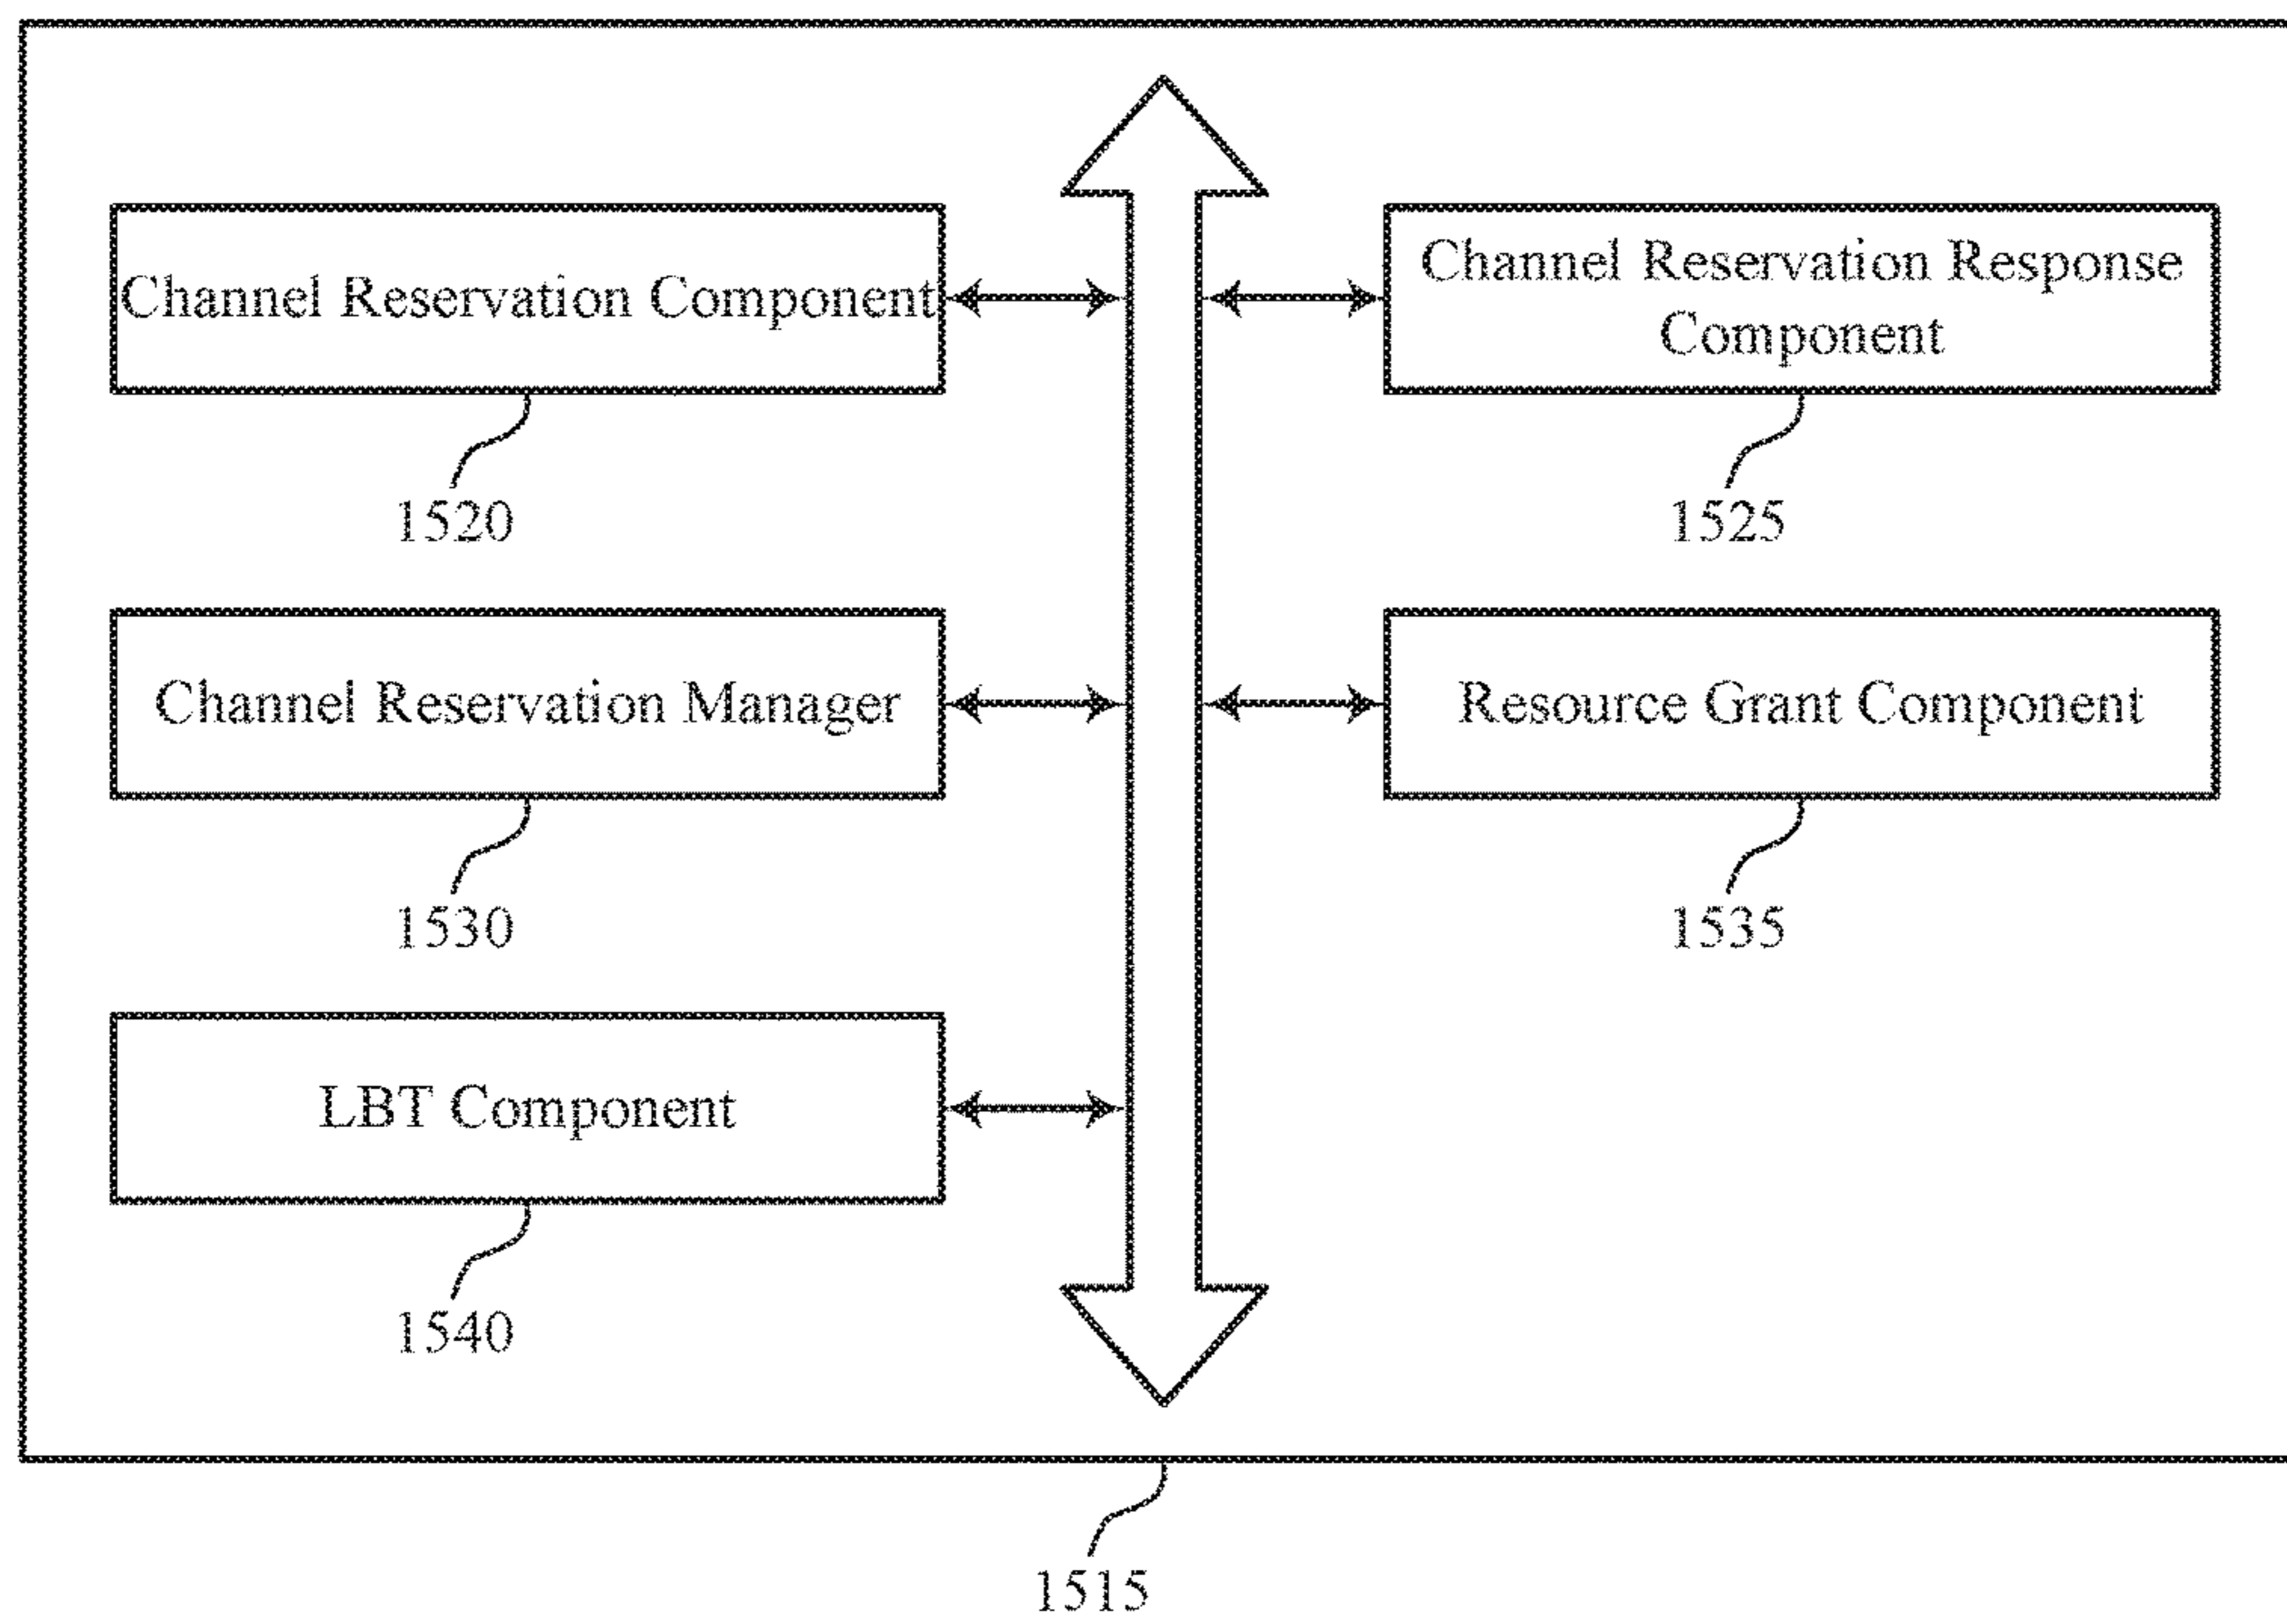 Channel Reservation Component
1520
Channel Reservation Response
Component
1525
Channel Reservation Manager
1530
Resource Grant Component
1535
LBT Component
1540
1515